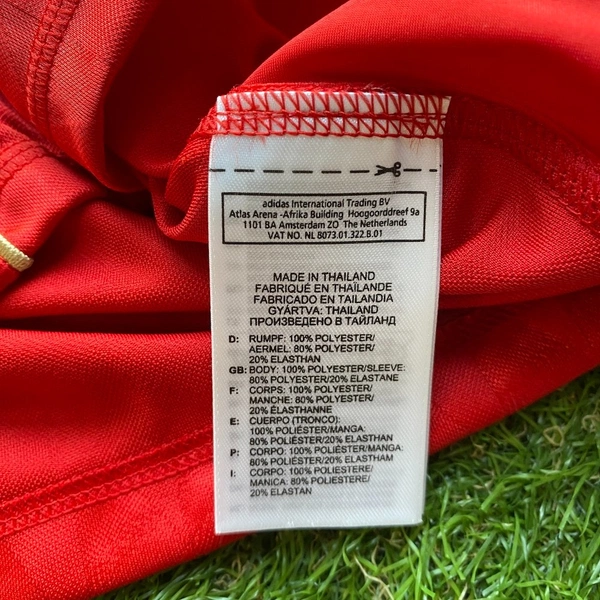 adidas International Trading BV
Atlas Arena -Afrika Building Hoogoorddreef 9a
1101 BA Amsterdam ZO The Netherlands
VAT NO. NL 8073.01.322.B.01
MADE IN THAILAND
FABRIQUÉ EN THAÏLANDE
FABRICADO EN TAILANDIA
GYÁRTVA: THAILAND
ПРОИЗВЕДЕНО В ТАЙЛАНД
D: RUMPF: 100% POLYESTER/
AERMEL: 80% POLYESTER/
20% ELASTHAN
GB: BODY: 100% POLYESTER/SLEEVE:
80% POLYESTER/20% ELASTANE
F: CORPS: 100% POLYESTER/
MANCHE: 80% POLYESTER/
20% ÉLASTHANNE
E: CUERPO (TRONCO):
100% POLIÉSTER/MANGA:
80% POLIÉSTER/20% ELASTHAN
P: CORPO: 100% POLIÉSTER/MANGA:
80% POLIÉSTER/20% ELASTHAM
I: CORPO: 100% POLIESTERE/
MANICA: 80% POLIESTERE/
20% ELASTAN